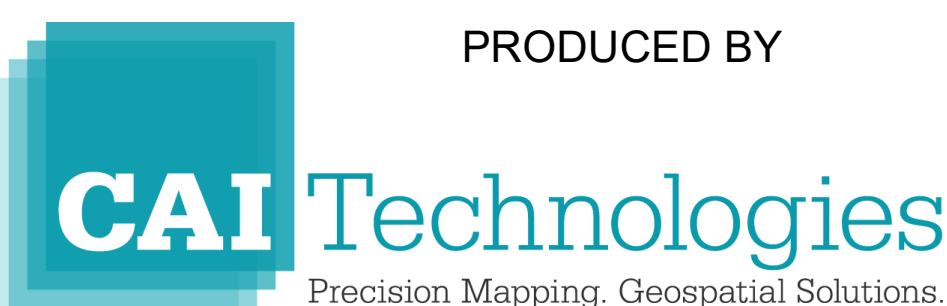 PRODUCED BY
CAI Technologies
Precision Mapping. Geospatial Solutions.